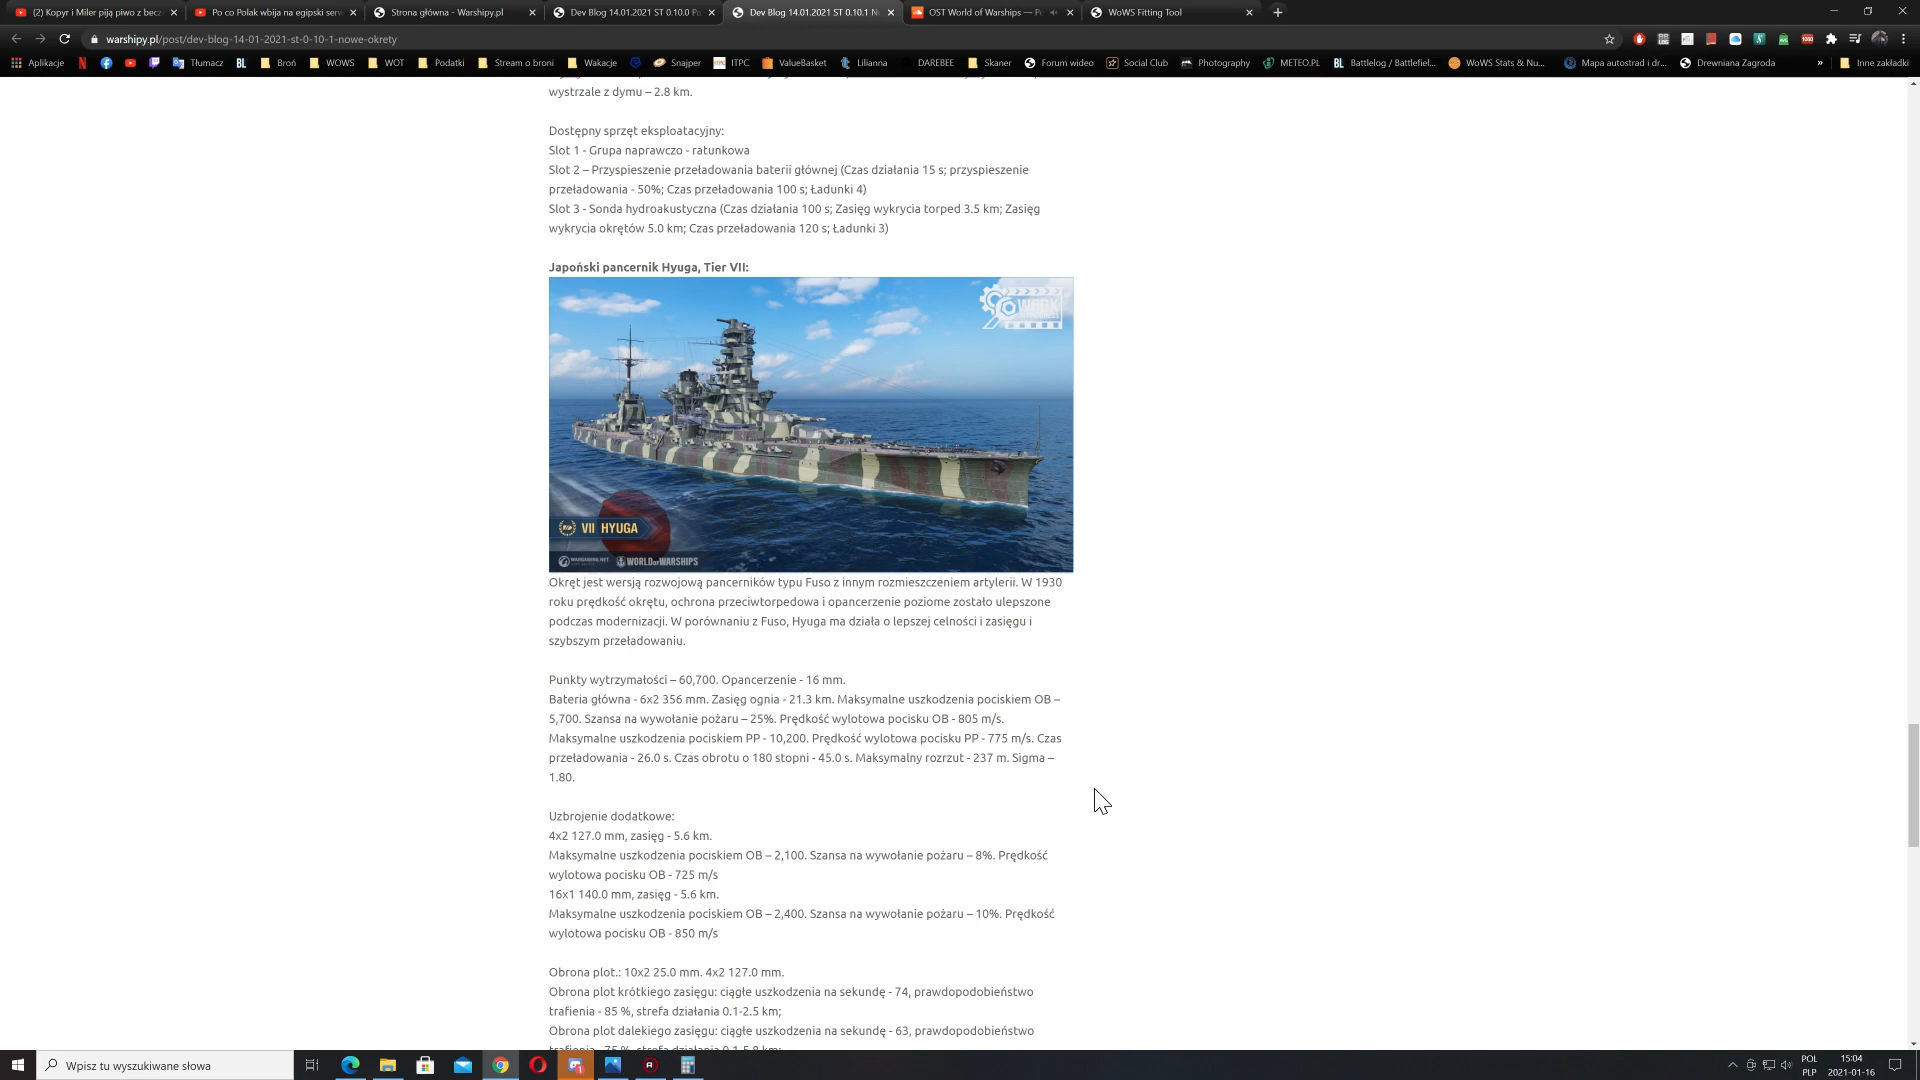 (2) Kopyr i Miler piją piwo z becz
Po co Polak wbija na egipski serw
Strona główna - Warshipy.pl
Dev Blog 14.01.2021 ST 0.10.0 Po
Dev Blog 14.01.2021 ST 0.10.1 N
OST World of Warships — P
WoWS Fitting Tool
warshipy.pl/post/dev-blog-14-01-2021-st-0-10-1-nowe-okrety
Aplikacje
Tłumacz
BL
Broń
WOWS
WOT
Podatki
Stream o broni
Wakacje
Snajper
ITPC
ValueBasket
Lilianna
DAREBEE
Skaner
Forum wideo
Social Club
Photography
METEO.PL
BL Battlelog / Battlefiel...
WoWS Stats & Nu...
Mapa autostrad i dr...
Drewniana Zagroda
»
Inne zakładki
wystrzale z dymu – 2.8 km.
Dostępny sprzęt eksploatacyjny:
Slot 1 - Grupa naprawczo - ratunkowa
Slot 2 – Przyspieszenie przeładowania baterii głównej (Czas działania 15 s; przyspieszenie
przeładowania - 50%; Czas przeładowania 100 s; Ładunki 4)
Slot 3 - Sonda hydroakustyczna (Czas działania 100 s; Zasięg wykrycia torped 3.5 km; Zasięg
wykrycia okrętów 5.0 km; Czas przeładowania 120 s; Ładunki 3)
Japoński pancernik Hyuga, Tier VII:
VII HYUGA
WARGAMING.NET
WORLD OF WARSHIPS
Okręt jest wersją rozwojową pancerników typu Fuso z innym rozmieszczeniem artylerii. W 1930
roku prędkość okrętu, ochrona przeciwtorpedowa i opancerzenie poziome zostało ulepszone
podczas modernizacji. W porównaniu z Fuso, Hyuga ma działa o lepszej celności i zasięgu i
szybszym przeładowaniu.
Punkty wytrzymałości – 60,700. Opancerzenie - 16 mm.
Bateria główna - 6x2 356 mm. Zasięg ognia - 21.3 km. Maksymalne uszkodzenia pociskiem OB –
5,700. Szansa na wywołanie pożaru – 25%. Prędkość wylotowa pocisku OB - 805 m/s.
Maksymalne uszkodzenia pociskiem PP - 10,200. Prędkość wylotowa pocisku PP - 775 m/s. Czas
przeładowania - 26.0 s. Czas obrotu o 180 stopni - 45.0 s. Maksymalny rozrzut - 237 m. Sigma –
1.80.
Uzbrojenie dodatkowe:
4x2 127.0 mm, zasięg - 5.6 km.
Maksymalne uszkodzenia pociskiem OB – 2,100. Szansa na wywołanie pożaru – 8%. Prędkość
wylotowa pocisku OB - 725 m/s
16x1 140.0 mm, zasięg - 5.6 km.
Maksymalne uszkodzenia pociskiem OB – 2,400. Szansa na wywołanie pożaru – 10%. Prędkość
wylotowa pocisku OB - 850 m/s
Obrona plot.: 10x2 25.0 mm. 4x2 127.0 mm.
Obrona plot krótkiego zasięgu: ciągłe uszkodzenia na sekundę - 74, prawdopodobieństwo
trafienia - 85 %, strefa działania 0.1-2.5 km;
Obrona plot dalekiego zasięgu: ciągłe uszkodzenia na sekundę - 63, prawdopodobieństwo
trafienia - 75 %, strefa działania 0.1-5.8 km;
Wpisz tu wyszukiwane słowa
POL
PLP
15:04
2021-01-16